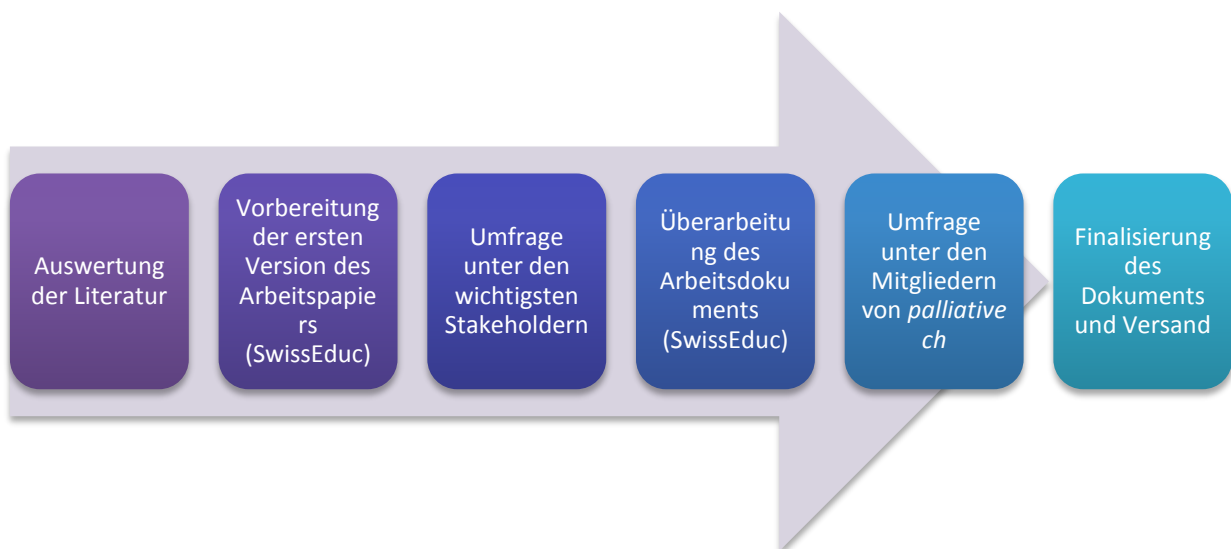 Auswertung
der Literatur
Vorbereitung
der ersten
Version des
Arbeitspapie
rs
(SwissEduc)
Umfrage
unter den
wichtigsten
Stakeholdern
Überarbeitu
ng des
Arbeitsdoku
ments
(SwissEduc)
Umfrage
unter den
Mitgliedern
von palliative
ch
Finalisierung
des
Dokuments
und Versand